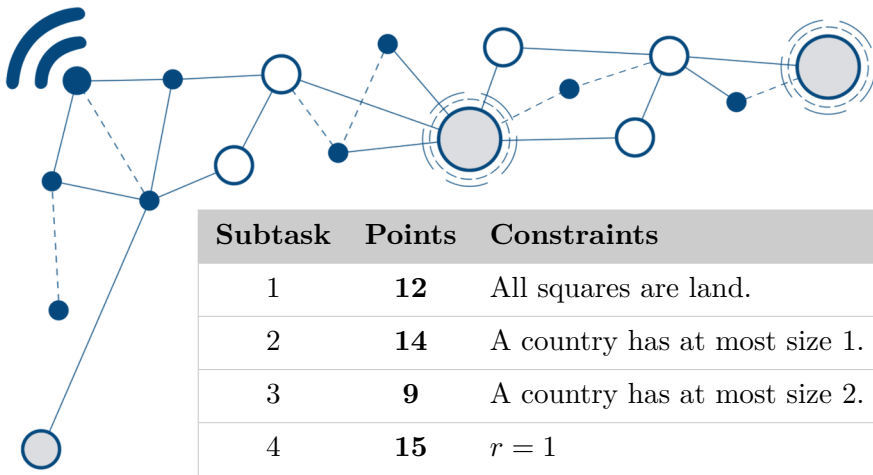 Subtask Points Constraints
1 12 All squares are land.
2 14 A country has at most size 1.
3 9 A country has at most size 2.
4 15 r = 1